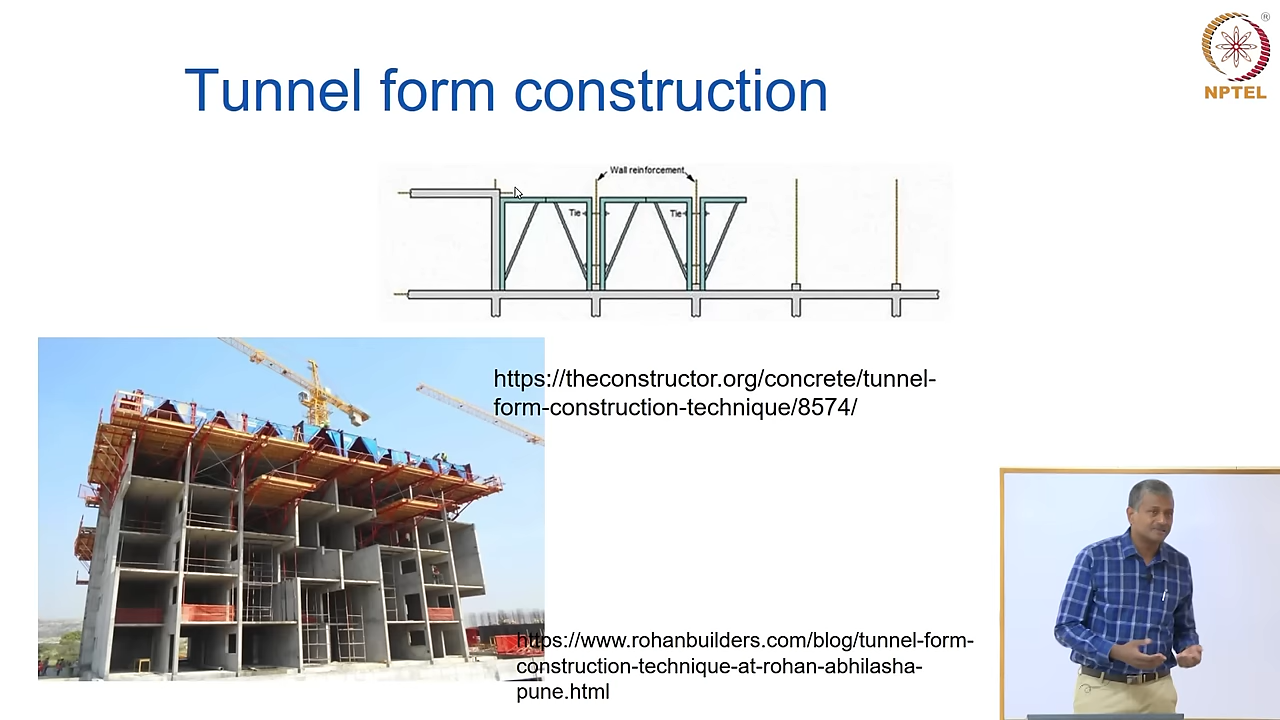 ®
NPTEL
Tunnel form construction
Wall reinforcement
Tie
Tie
https://theconstructor.org/concrete/tunnel-
form-construction-technique/8574/
https://www.rohanbuilders.com/blog/tunnel-form-
construction-technique-at-rohan-abhilasha-
pune.html